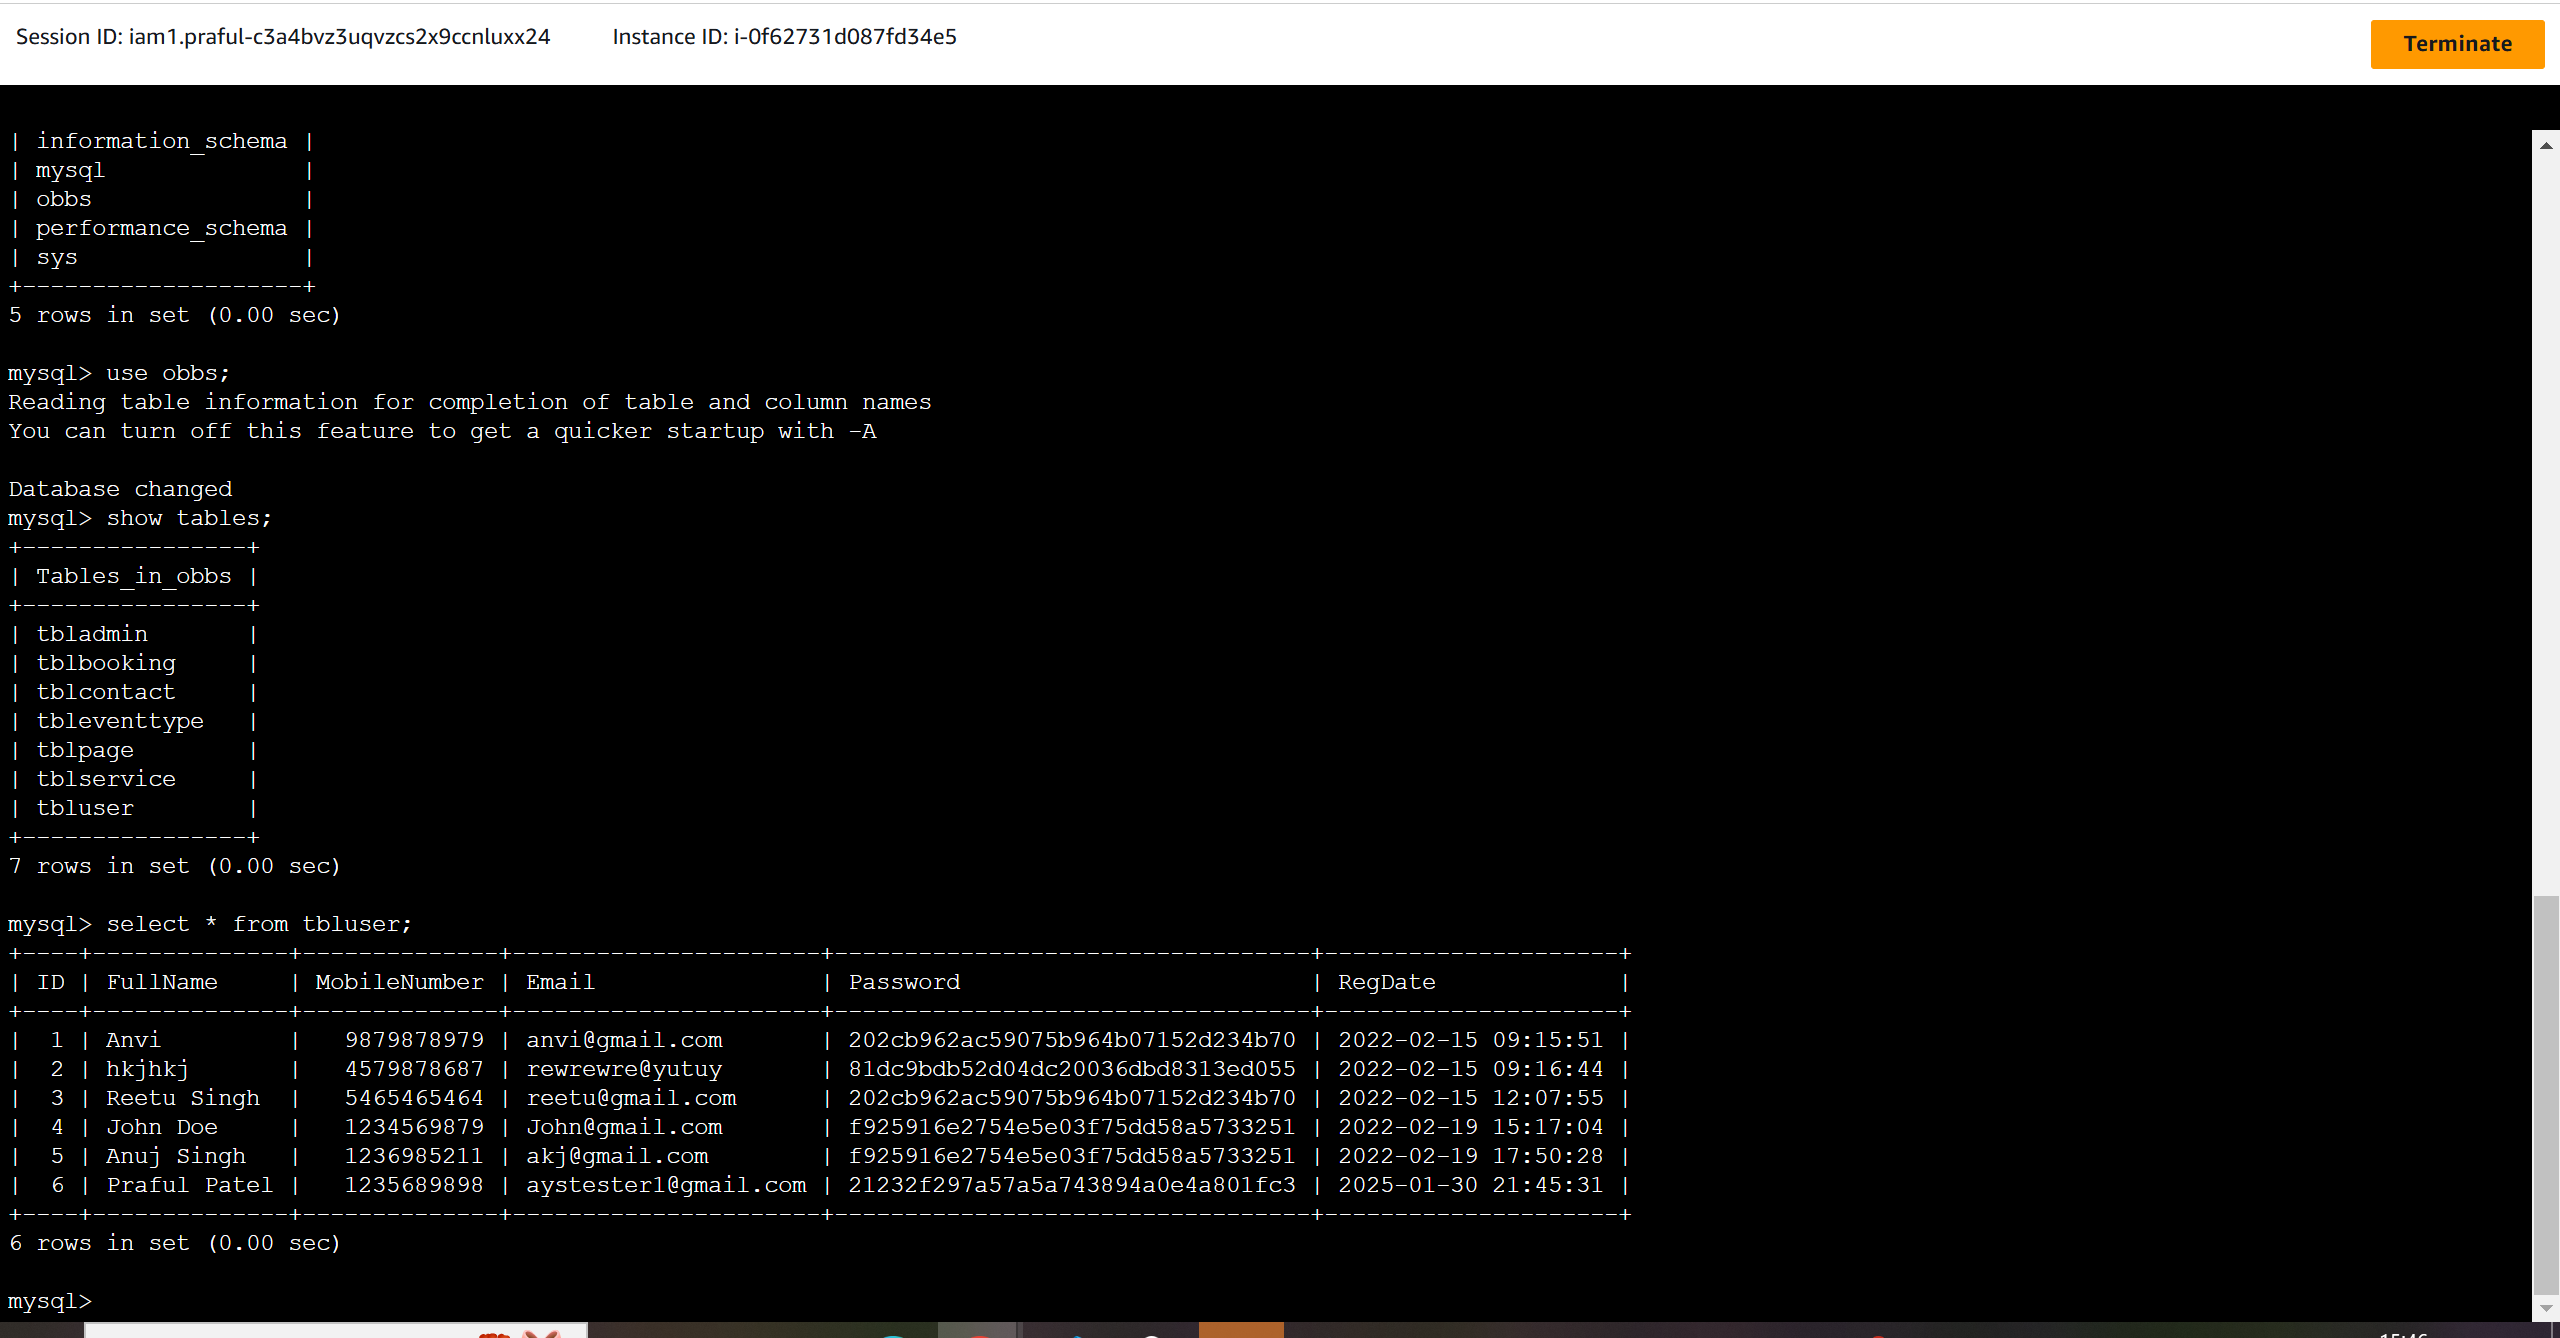 Session ID: iam1.praful-c3a4bvz3uqvzcs2x9ccnluxx24 Instance ID: i-0f62731d087fd34e5 Terminate
| information_schema |
| mysql              |
| obbs               |
| performance_schema |
| sys                |
+--------------------+
5 rows in set (0.00 sec)

mysql> use obbs;
Reading table information for completion of table and column names
You can turn off this feature to get a quicker startup with -A

Database changed
mysql> show tables;
+----------------+
| Tables_in_obbs |
+----------------+
| tbladmin       |
| tblbooking     |
| tblcontact     |
| tbleventtype   |
| tblpage        |
| tblservice     |
| tbluser        |
+----------------+
7 rows in set (0.00 sec)

mysql> select * from tbluser;
+----+--------------+--------------+----------------------+----------------------------------+---------------------+
| ID | FullName     | MobileNumber | Email                | Password                         | RegDate             |
+----+--------------+--------------+----------------------+----------------------------------+---------------------+
|  1 | Anvi         |   9879878979 | anvi@gmail.com       | 202cb962ac59075b964b07152d234b70 | 2022-02-15 09:15:51 |
|  2 | hkjhkj       |   4579878687 | rewrewre@yutuy       | 81dc9bdb52d04dc20036dbd8313ed055 | 2022-02-15 09:16:44 |
|  3 | Reetu Singh  |   5465465464 | reetu@gmail.com      | 202cb962ac59075b964b07152d234b70 | 2022-02-15 12:07:55 |
|  4 | John Doe     |   1234569879 | John@gmail.com       | f925916e2754e5e03f75dd58a5733251 | 2022-02-19 15:17:04 |
|  5 | Anuj Singh   |   1236985211 | akj@gmail.com        | f925916e2754e5e03f75dd58a5733251 | 2022-02-19 17:50:28 |
|  6 | Praful Patel |   1235689898 | aystester1@gmail.com | 21232f297a57a5a743894a0e4a801fc3 | 2025-01-30 21:45:31 |
+----+--------------+--------------+----------------------+----------------------------------+---------------------+
6 rows in set (0.00 sec)

mysql>